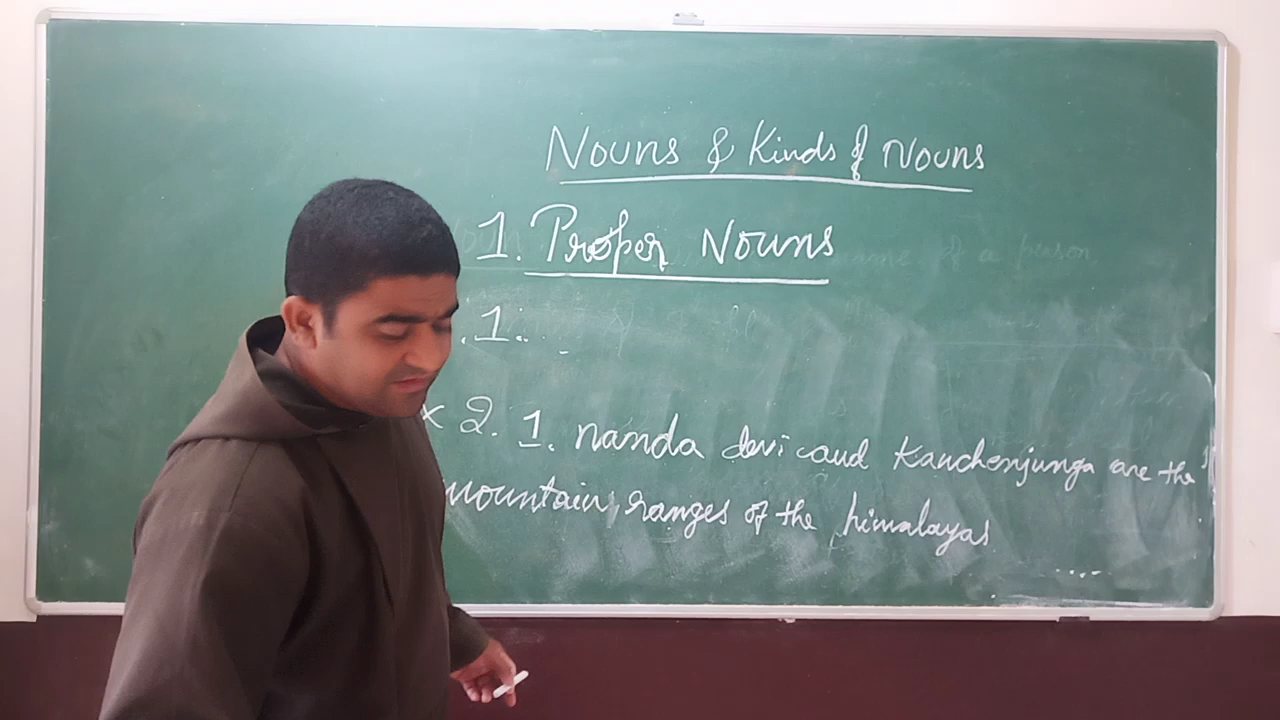 Nouns & Kinds of Nouns
1. Proper Nouns
1.
x 2. 1. nanda devi and Kanchenjunga are the
mountain ranges of the himalayas